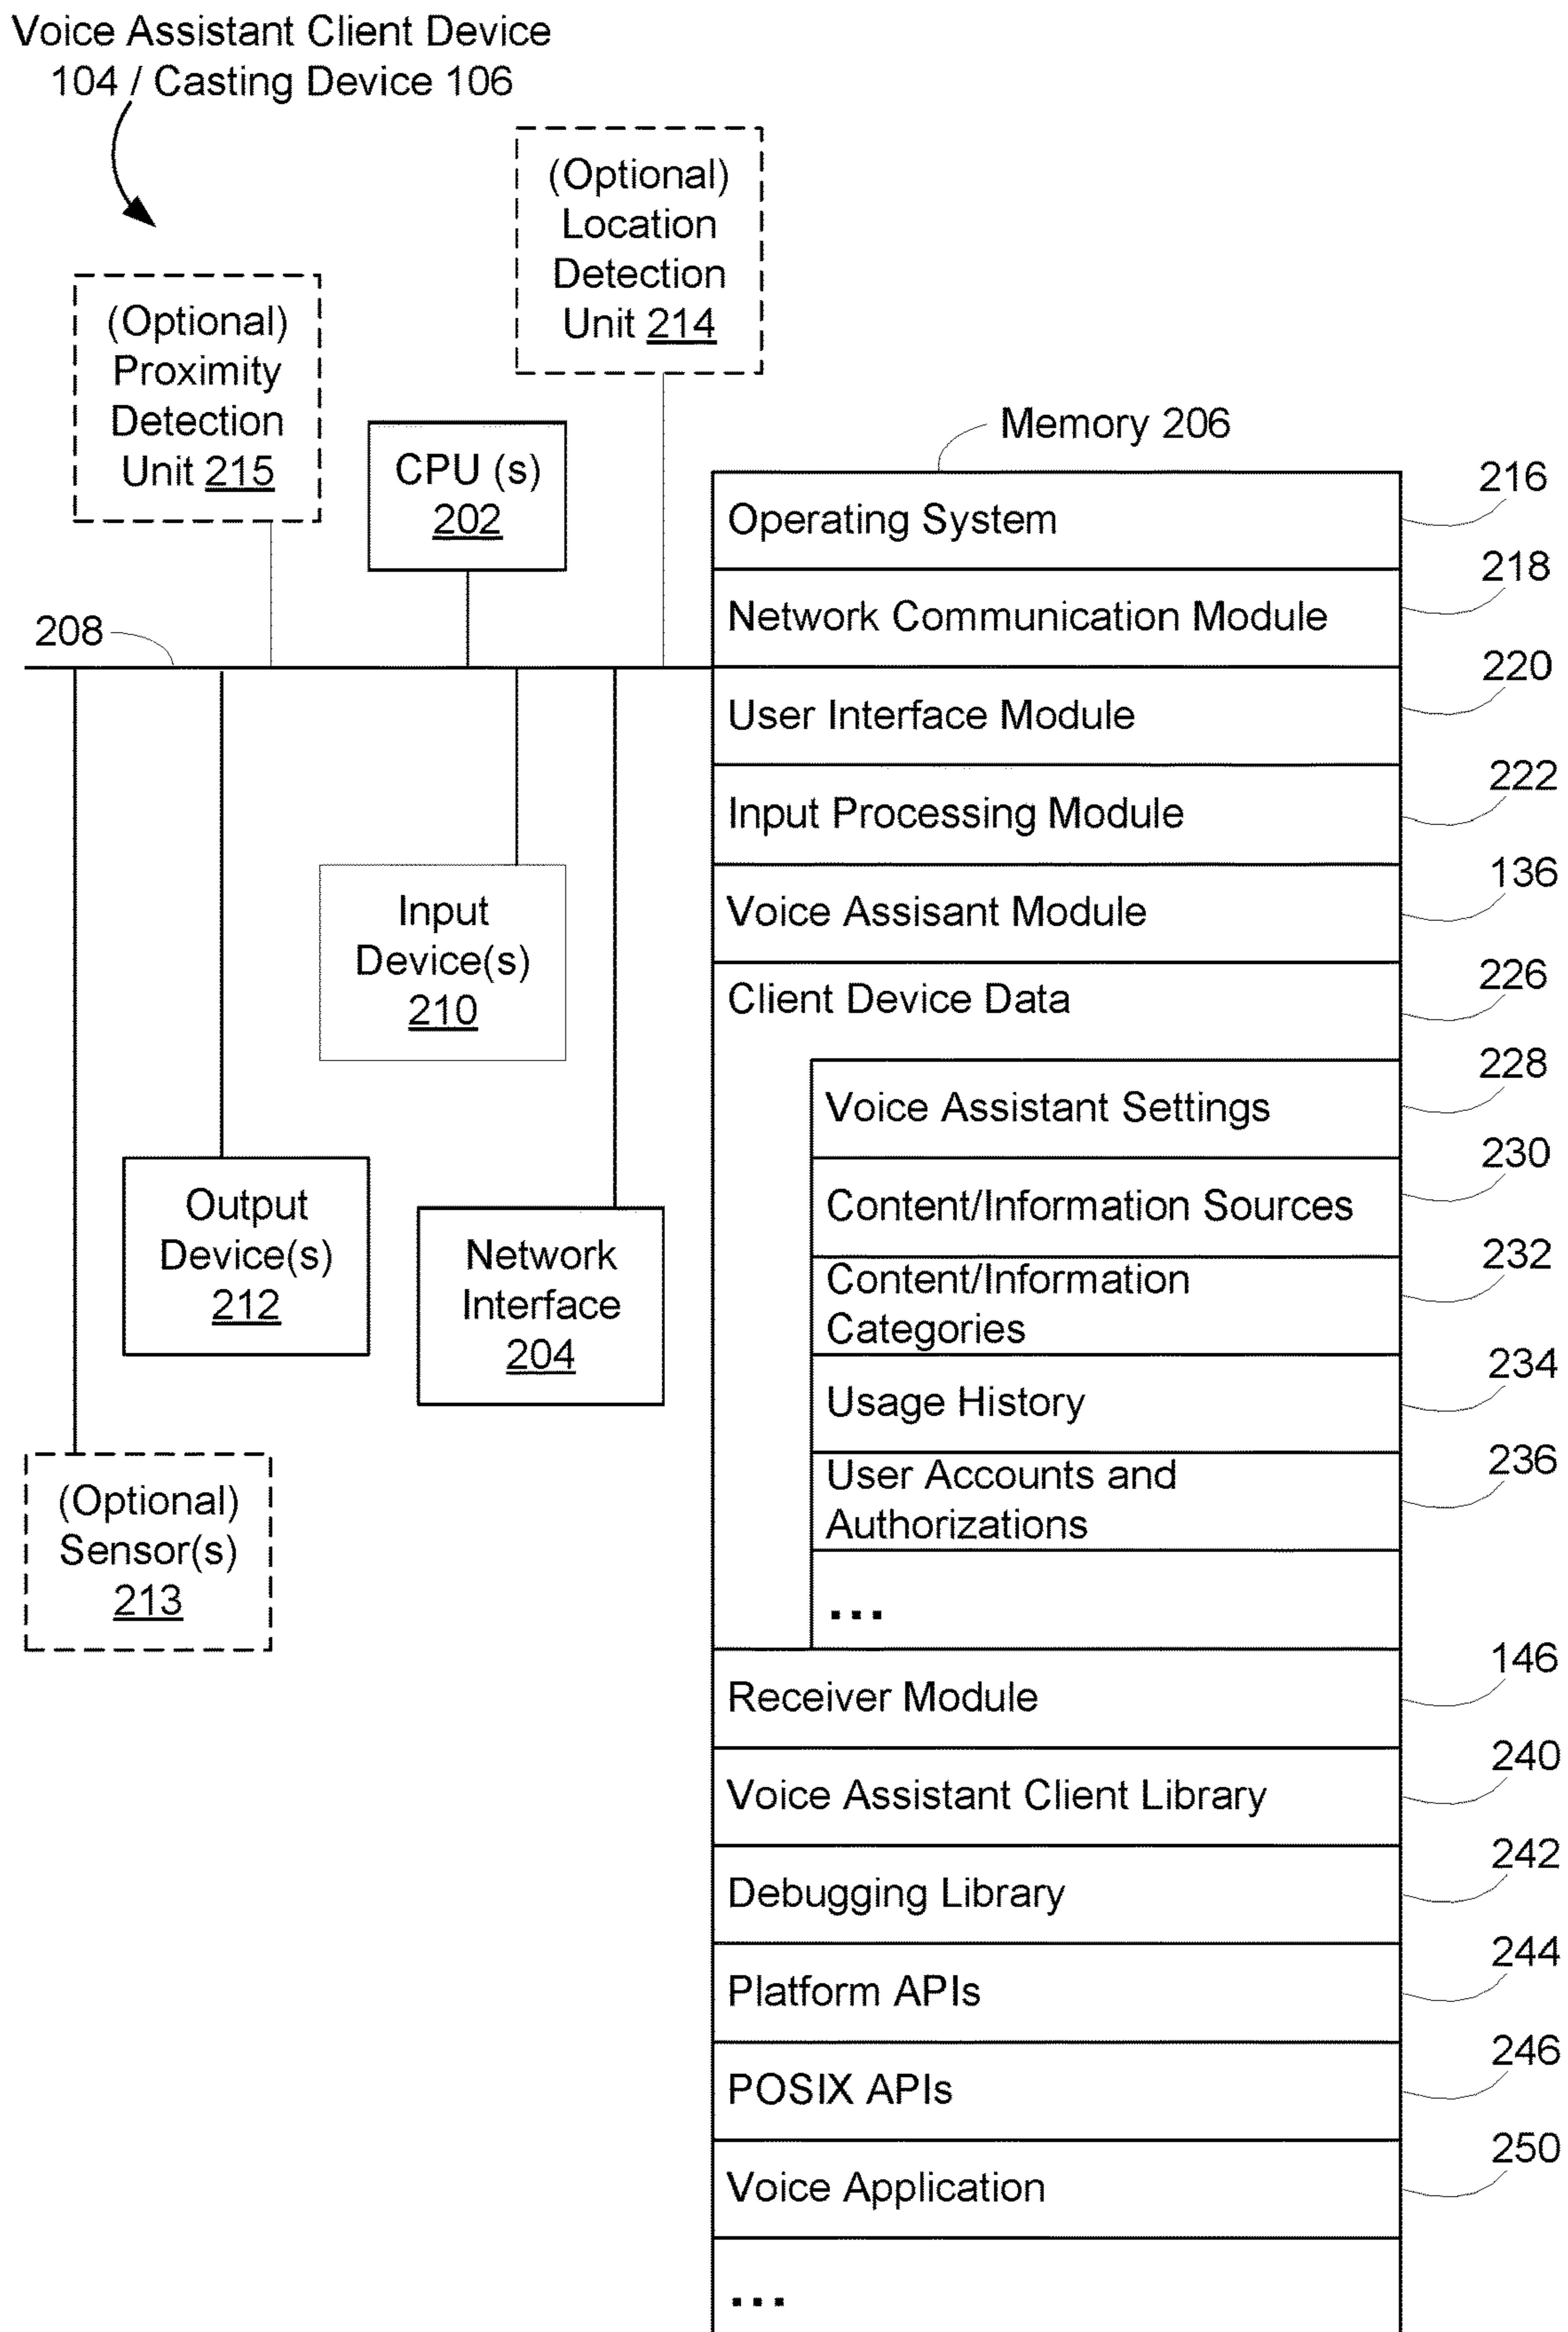 Voice Assistant Client Device
104 / Casting Device 106
(Optional)
Location
Detection
Unit 214
(Optional)
Proximity
Detection
Unit 215
CPU (s)
202
208
Input
Device(s)
210
Output
Device(s)
212
Network
Interface
204
(Optional)
Sensor(s)
213
Memory 206
Operating System
216
Network Communication Module
218
User Interface Module
220
Input Processing Module
222
Voice Assisant Module
136
Client Device Data
226
Voice Assistant Settings
228
Content/Information Sources
230
Content/Information
Categories
232
Usage History
234
User Accounts and
Authorizations
236
...
Receiver Module
146
Voice Assistant Client Library
240
Debugging Library
242
Platform APIs
244
POSIX APIs
246
Voice Application
250
...